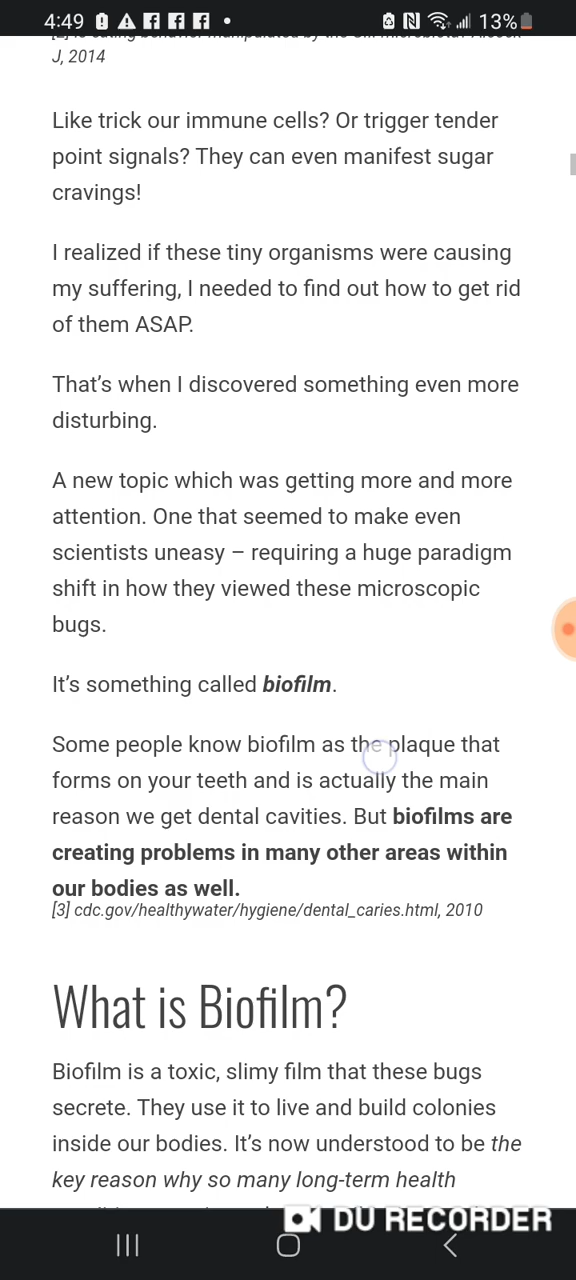 4:49
13%
J, 2014
Like trick our immune cells? Or trigger tender
point signals? They can even manifest sugar
cravings!
I realized if these tiny organisms were causing
my suffering, I needed to find out how to get rid
of them ASAP.
That’s when I discovered something even more
disturbing.
A new topic which was getting more and more
attention. One that seemed to make even
scientists uneasy – requiring a huge paradigm
shift in how they viewed these microscopic
bugs.
It’s something called biofilm.
Some people know biofilm as the plaque that
forms on your teeth and is actually the main
reason we get dental cavities. But biofilms are
creating problems in many other areas within
our bodies as well.
[3] cdc.gov/healthywater/hygiene/dental_caries.html, 2010
What is Biofilm?
Biofilm is a toxic, slimy film that these bugs
secrete. They use it to live and build colonies
inside our bodies. It’s now understood to be the
key reason why so many long-term health
DU RECORDER